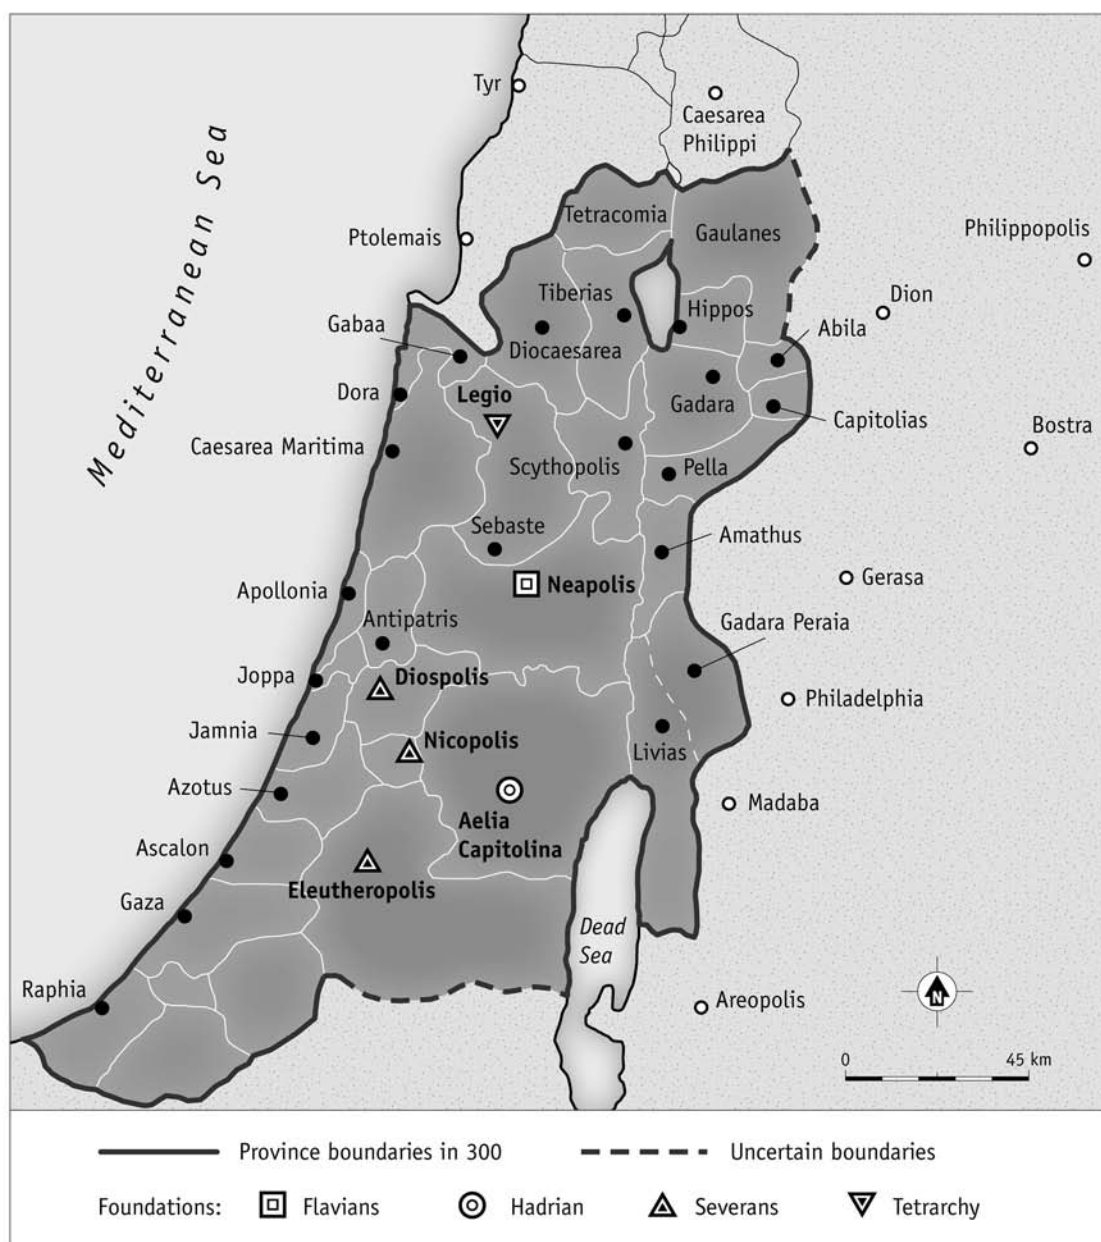 Tyr
Caesarea
Philippi
Mediterranean Sea
Tetracomia
Gaulanes
Philippopolis
Ptolemais
Tiberias
Dion
Hippos
Gabaa
Abila
Diocaesarea
Dora
Legio
Gadara
Capitolias
Caesarea Maritima
Bostra
Scythopolis
Pella
Sebaste
Amathus
Apollonia
Neapolis
Gerasa
Antipatris
Gadara Peraia
Joppa
Diospolis
Philadelphia
Jamnia
Nicopolis
Livias
Azotus
Madaba
Aelia
Capitolina
Ascalon
Eleutheropolis
Gaza
Dead
Sea
Raphia
Areopolis
N
0 45 km
Province boundaries in 300
Uncertain boundaries
Foundations: Flavians Hadrian Severans Tetrarchy